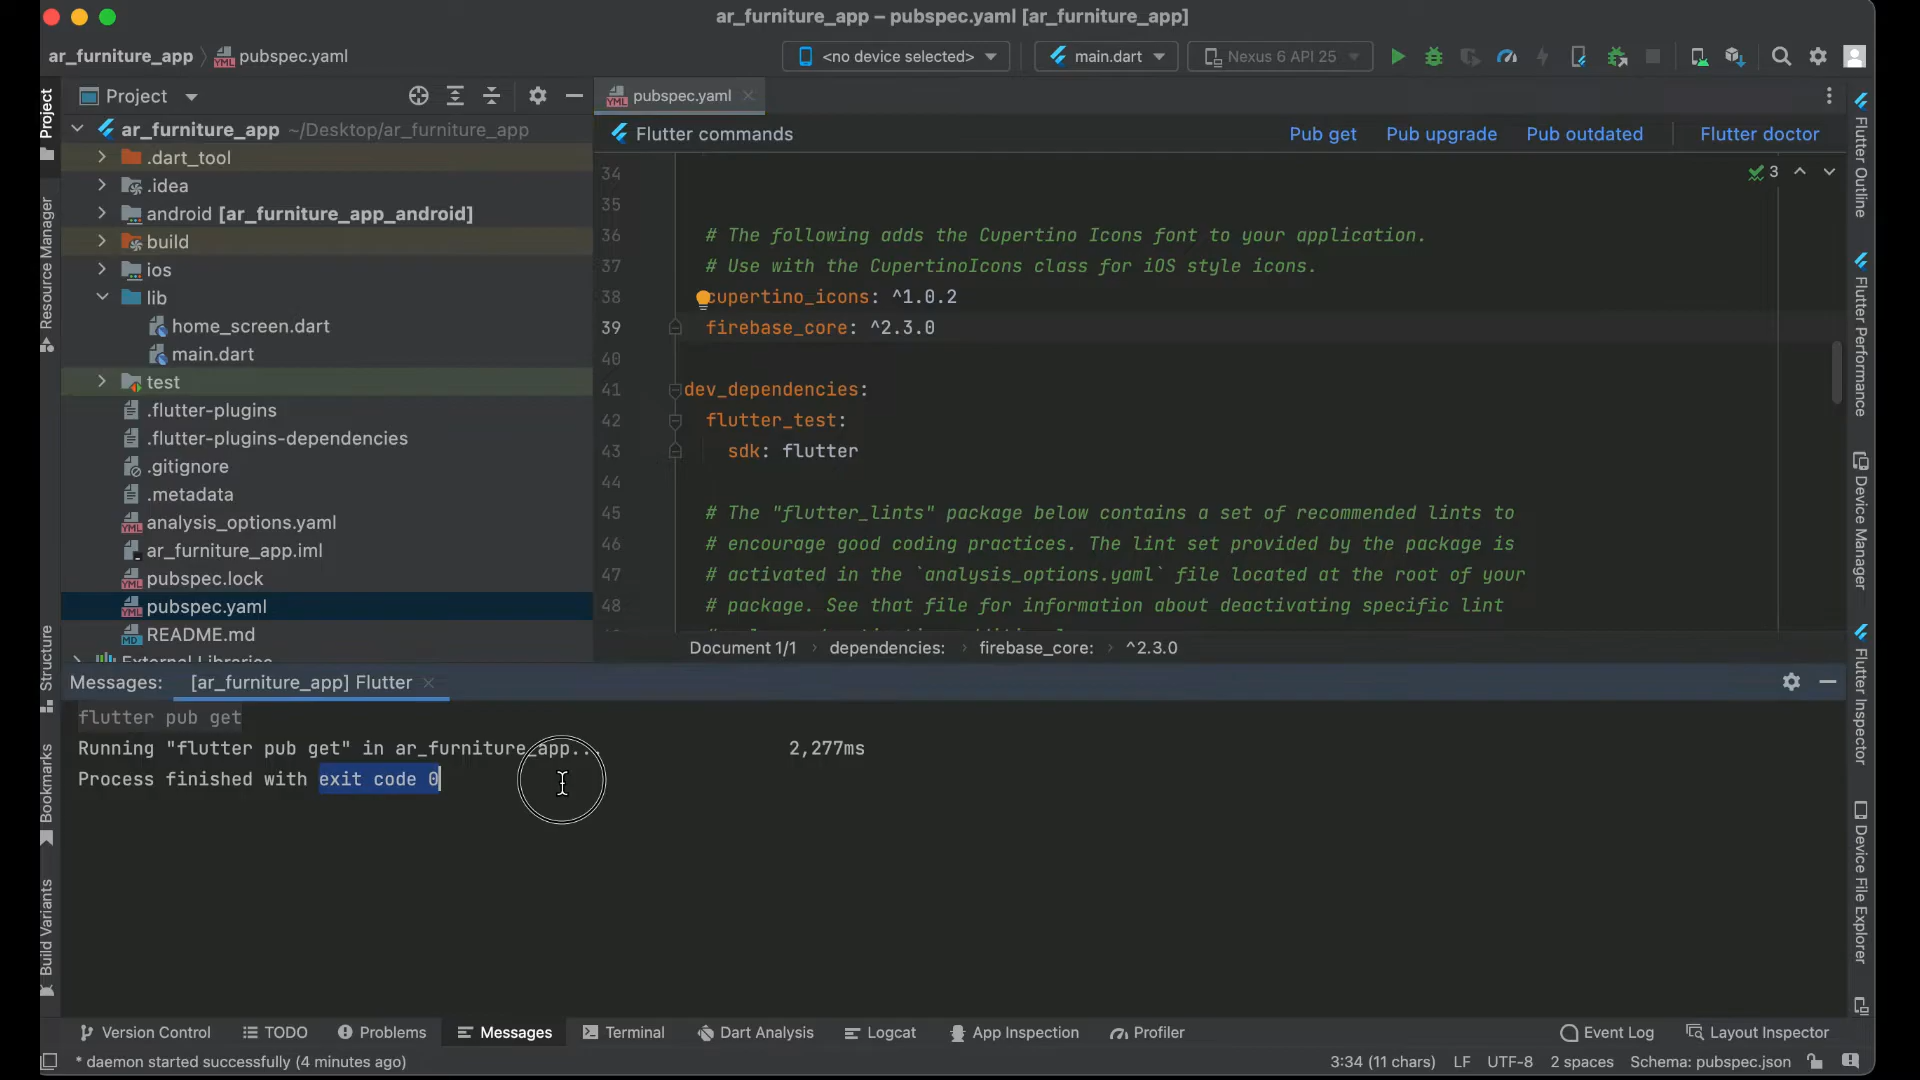 ar_furniture_app – pubspec.yaml [ar_furniture_app]
ar_furniture_app
pubspec.yaml
<no device selected>
main.dart
Nexus 6 API 25
Project
Project
pubspec.yaml
ar_furniture_app ~/Desktop/ar_furniture_app
.dart_tool
.idea
android [ar_furniture_app_android]
build
ios
lib
home_screen.dart
main.dart
test
.flutter-plugins
.flutter-plugins-dependencies
.gitignore
.metadata
analysis_options.yaml
ar_furniture_app.iml
pubspec.lock
pubspec.yaml
README.md
External Libraries
Resource Manager
Structure
Bookmarks
Build Variants
Flutter commands
Pub get
Pub upgrade
Pub outdated
Flutter doctor
3
34
35
36 # The following adds the Cupertino Icons font to your application.
37 # Use with the CupertinoIcons class for iOS style icons.
38 cupertino_icons: ^1.0.2
39 firebase_core: ^2.3.0
40
41 dev_dependencies:
42 flutter_test:
43 sdk: flutter
44
45 # The "flutter_lints" package below contains a set of recommended lints to
46 # encourage good coding practices. The lint set provided by the package is
47 # activated in the `analysis_options.yaml` file located at the root of your
48 # package. See that file for information about deactivating specific lint
Document 1/1 › dependencies: › firebase_core: › ^2.3.0
Flutter Outline
Flutter Performance
Device Manager
Flutter Inspector
Device File Explorer
Messages:
[ar_furniture_app] Flutter
flutter pub get
Running "flutter pub get" in ar_furniture_app... 2,277ms
Process finished with exit code 0
Version Control
TODO
Problems
Messages
Terminal
Dart Analysis
Logcat
App Inspection
Profiler
Event Log
Layout Inspector
* daemon started successfully (4 minutes ago)
3:34 (11 chars)
LF
UTF-8
2 spaces
Schema: pubspec.json